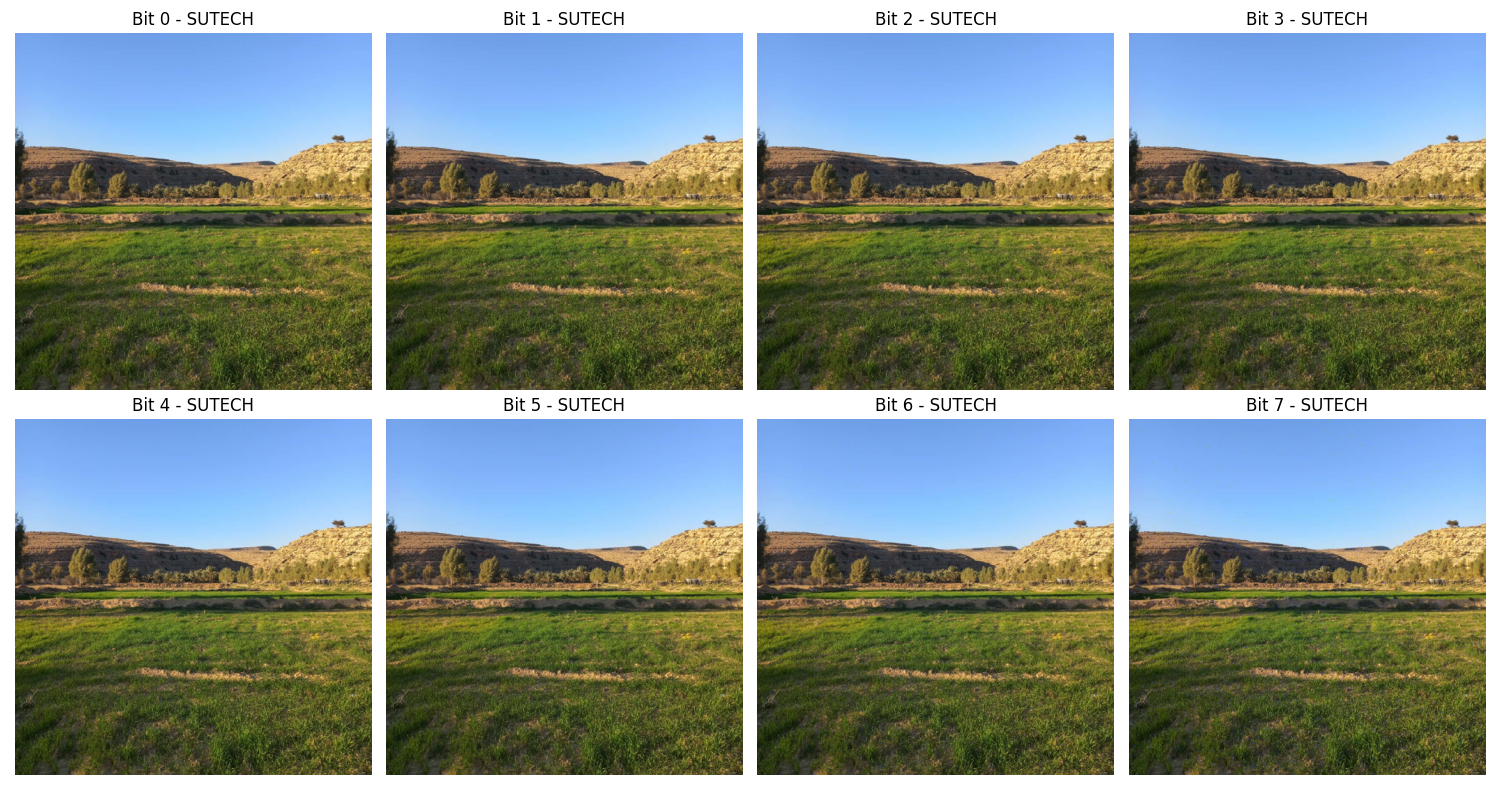 Bit 0 - SUTECH
Bit 1 - SUTECH
Bit 2 - SUTECH
Bit 3 - SUTECH
Bit 4 - SUTECH
Bit 5 - SUTECH
Bit 6 - SUTECH
Bit 7 - SUTECH